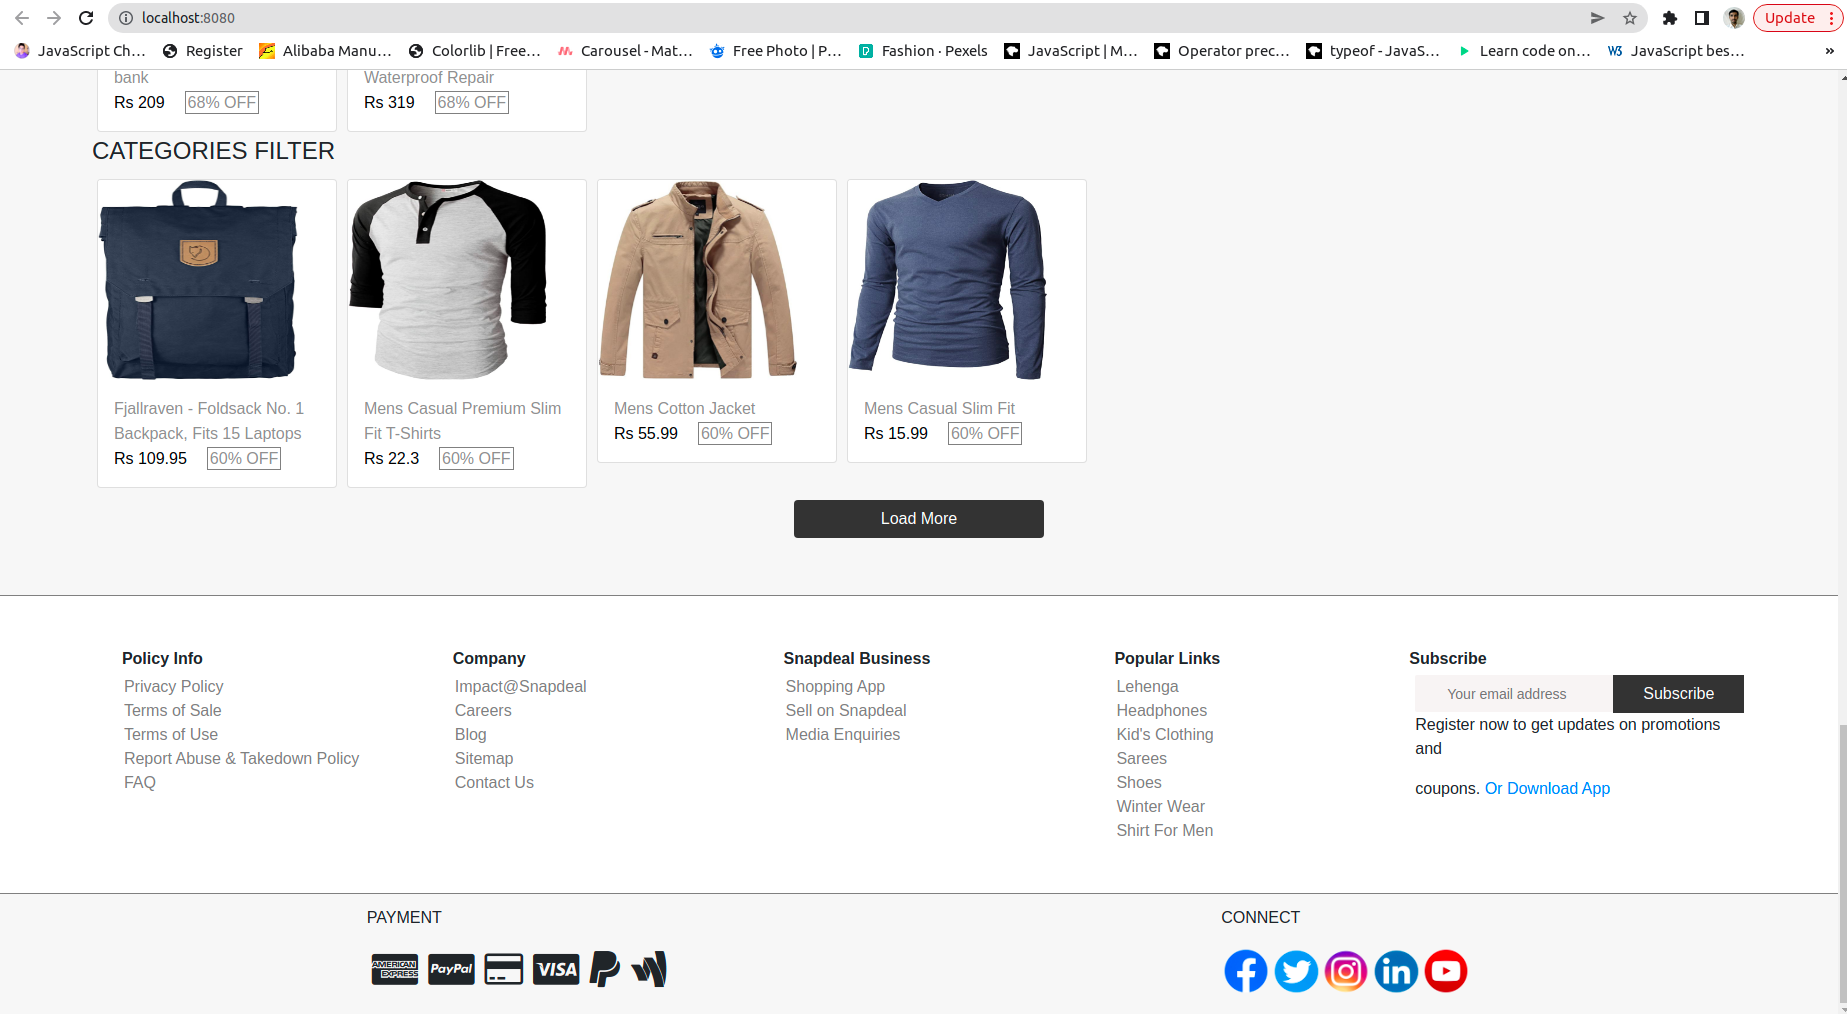 localhost:8080
Update
JavaScript Ch...
Register
Alibaba Manu...
Colorlib | Free...
Carousel - Mat...
Free Photo | P...
Fashion · Pexels
JavaScript | M...
Operator prec...
typeof - JavaS...
Learn code on...
W3 JavaScript bes...
»
bank
Rs 209 68% OFF
Waterproof Repair
Rs 319 68% OFF
CATEGORIES FILTER
Fjallraven - Foldsack No. 1
Backpack, Fits 15 Laptops
Rs 109.95 60% OFF
Mens Casual Premium Slim
Fit T-Shirts
Rs 22.3 60% OFF
Mens Cotton Jacket
Rs 55.99 60% OFF
Mens Casual Slim Fit
Rs 15.99 60% OFF
Load More
Policy Info
Privacy Policy
Terms of Sale
Terms of Use
Report Abuse & Takedown Policy
FAQ
Company
Impact@Snapdeal
Careers
Blog
Sitemap
Contact Us
Snapdeal Business
Shopping App
Sell on Snapdeal
Media Enquiries
Popular Links
Lehenga
Headphones
Kid's Clothing
Sarees
Shoes
Winter Wear
Shirt For Men
Subscribe
Your email address
Subscribe
Register now to get updates on promotions
and
coupons. Or Download App
PAYMENT
AMERICAN
EXPRESS
PayPal
VISA
CONNECT
in